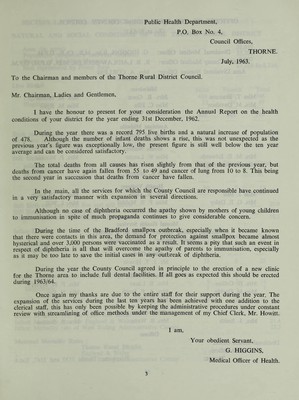 Public Health Department,
P.O. Box No. 4,
Council Offices,
THORNE.
July, 1963.
To the Chairman and members of the Thorne Rural District Council.
Mr. Chairman, Ladies and Gentlemen,
I have the honour to present for your consideration the Annual Report on the health
conditions of your district for the year ending 31st December, 1962.
During the year there was a record 795 live births and a natural increase of population
of 478. Although the number of infant deaths shows a rise, this was not unexpected as the
previous year's figure was exceptionally low, the present figure is still well below the ten year
average and can be considered satisfactory.
The total deaths from all causes has risen slightly from that of the previous year, but
deaths from cancer have again fallen from 55 to 49 and cancer of lung from 10 to 8. This being
the second year in succession that deaths from cancer have fallen.
In the main, all the services for which the County Council are responsible have continued
in a very satisfactory manner with expansion in several directions.
Although no case of diphtheria occurred the apathy shown by mothers of young children
to immunisation in spite of much propaganda continues to give considerable concern.
During the time of the Bradford smallpox outbreak, especially when it became known
that there were contacts in this area, the demand for protection against smallpox became almost
hysterical and over 3,000 persons were vaccinated as a result. It seems a pity that such an event in
respect of diphtheria is all that will overcome the apathy of parents to immunisation, especially
as it may be too late to save the initial cases in any outbreak of diphtheria.
During the year the County Council agreed in principle to the erection of a new clinic
for the Thorne area to include full dental facilities. If all goes as expected this should be erected
during 1963/64.
Once again my thanks are due to the entire staff for their support during the year. The
expansion of the services during the last ten years has been achieved with one addition to the
clerical staff, this has only been possible by keeping the administrative procedures under constant
review with streamlining of office methods under the management of my Chief Clerk, Mr. Howitt.
I am,
Your obedient Servant,
G. HIGGINS,
Medical Officer of Health.